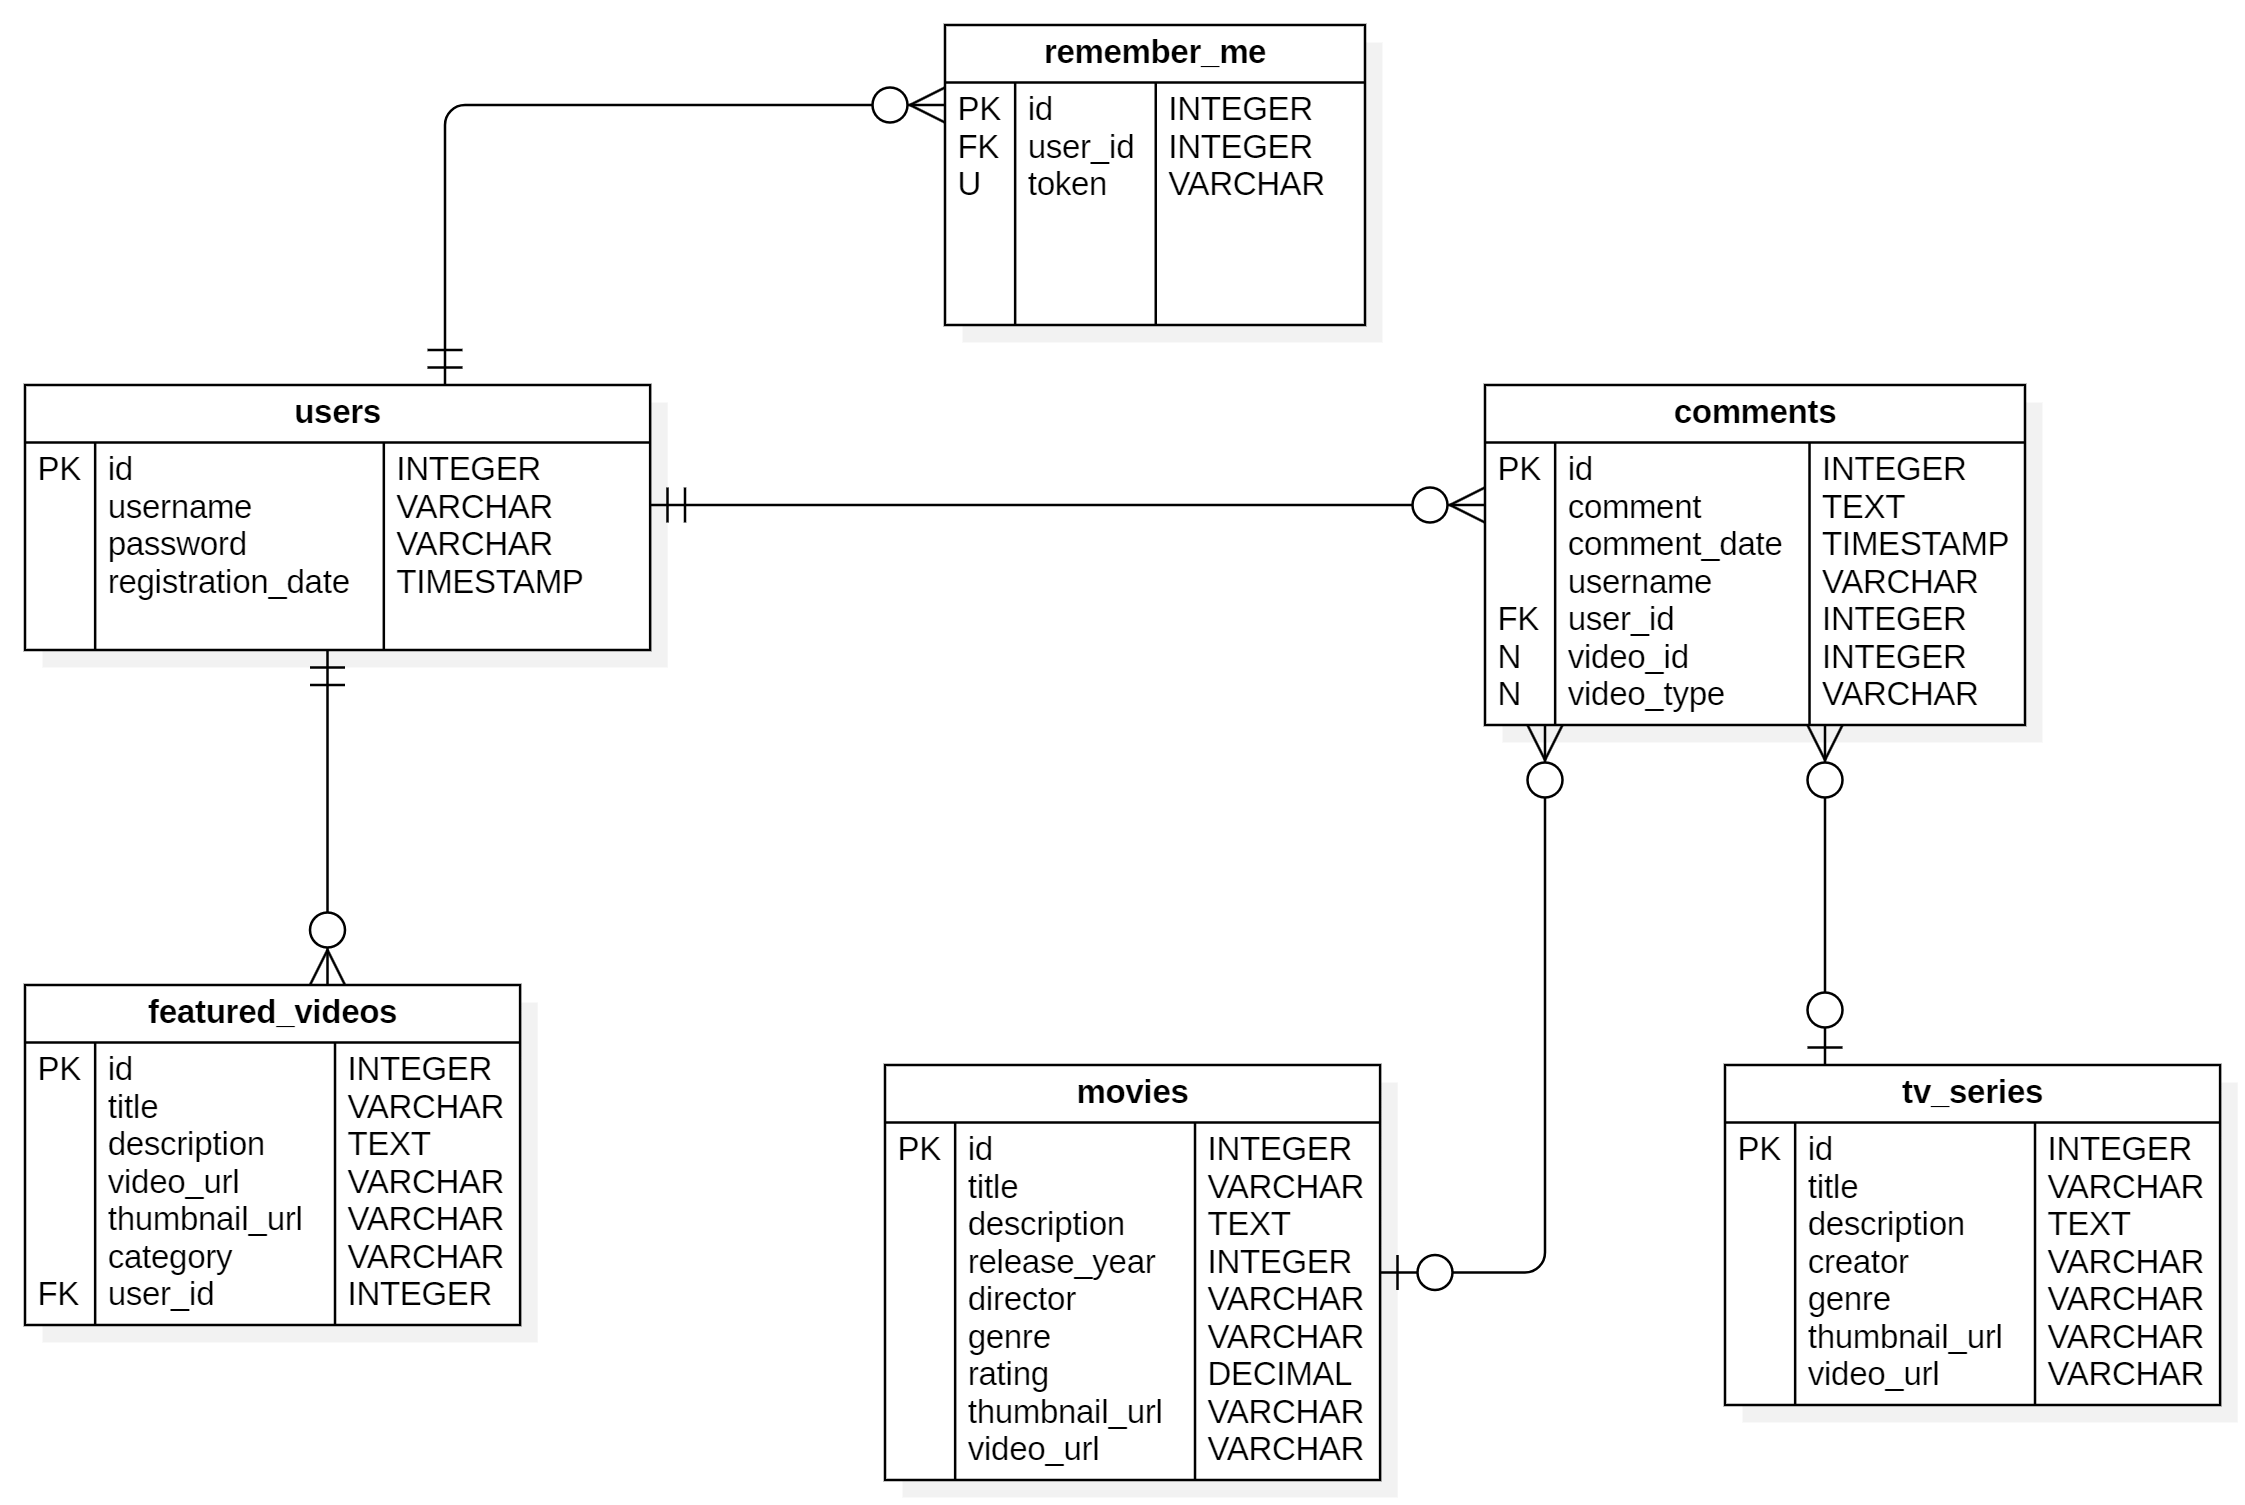 remember_me
PK id INTEGER
FK user_id INTEGER
U token VARCHAR
users
PK id INTEGER
username VARCHAR
password VARCHAR
registration_date TIMESTAMP
comments
PK id INTEGER
comment TEXT
comment_date TIMESTAMP
username VARCHAR
FK user_id INTEGER
N video_id INTEGER
N video_type VARCHAR
featured_videos
PK id INTEGER
title VARCHAR
description TEXT
video_url VARCHAR
thumbnail_url VARCHAR
category VARCHAR
FK user_id INTEGER
movies
PK id INTEGER
title VARCHAR
description TEXT
release_year INTEGER
director VARCHAR
genre VARCHAR
rating DECIMAL
thumbnail_url VARCHAR
video_url VARCHAR
tv_series
PK id INTEGER
title VARCHAR
description TEXT
creator VARCHAR
genre VARCHAR
thumbnail_url VARCHAR
video_url VARCHAR